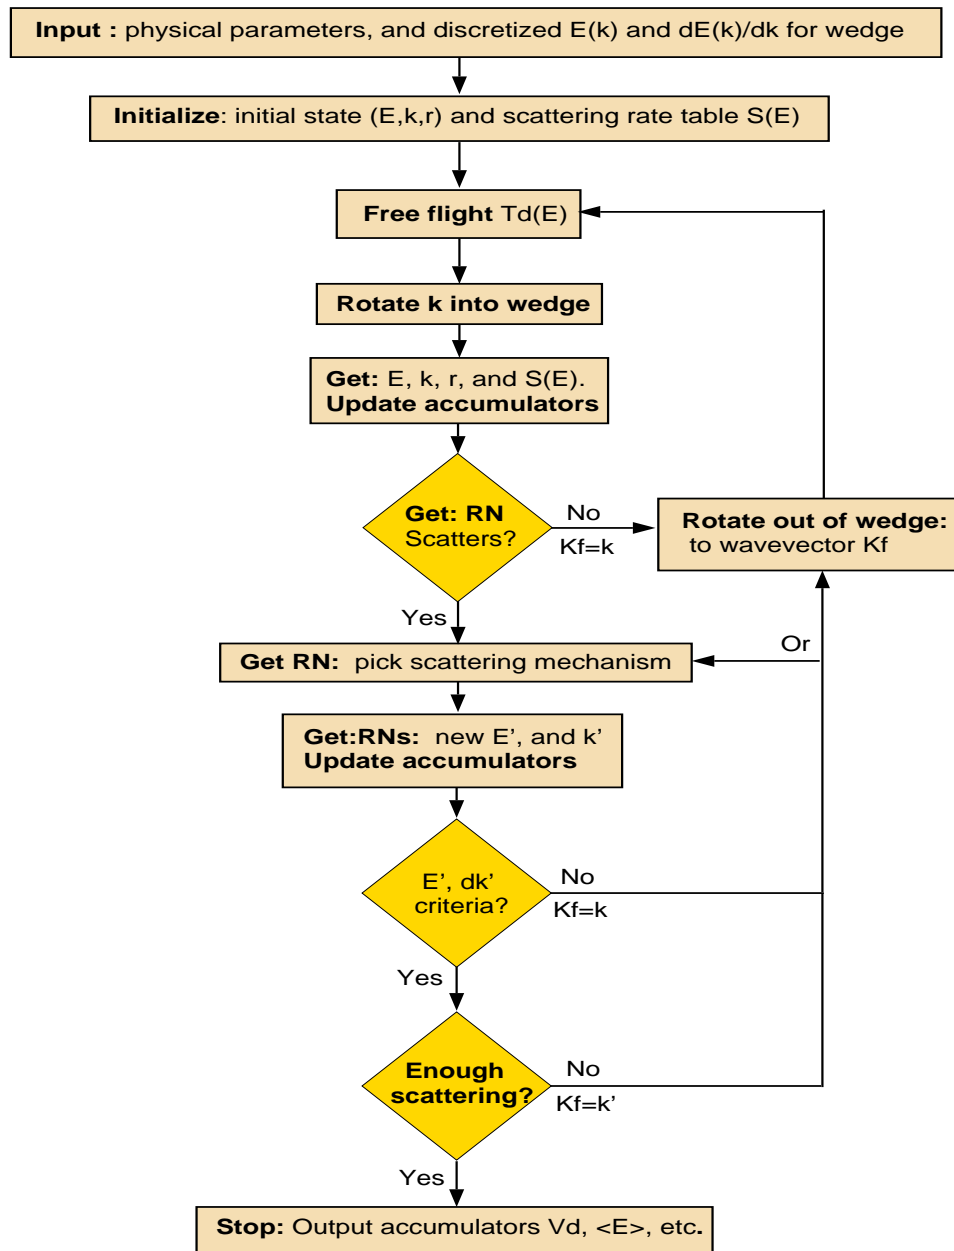 Input : physical parameters, and discretized E(k) and dE(k)/dk for wedge
Initialize: initial state (E,k,r) and scattering rate table S(E)
Free flight Td(E)
Rotate k into wedge
Get: E, k, r, and S(E).
Update accumulators
Get: RN
Scatters?
No
Kf=k
Rotate out of wedge:
to wavevector Kf
Yes
Or
Get RN: pick scattering mechanism
Get:RNs: new E', and k'
Update accumulators
E', dk'
criteria?
No
Kf=k
Yes
Enough
scattering?
No
Kf=k'
Yes
Stop: Output accumulators Vd, <E>, etc.